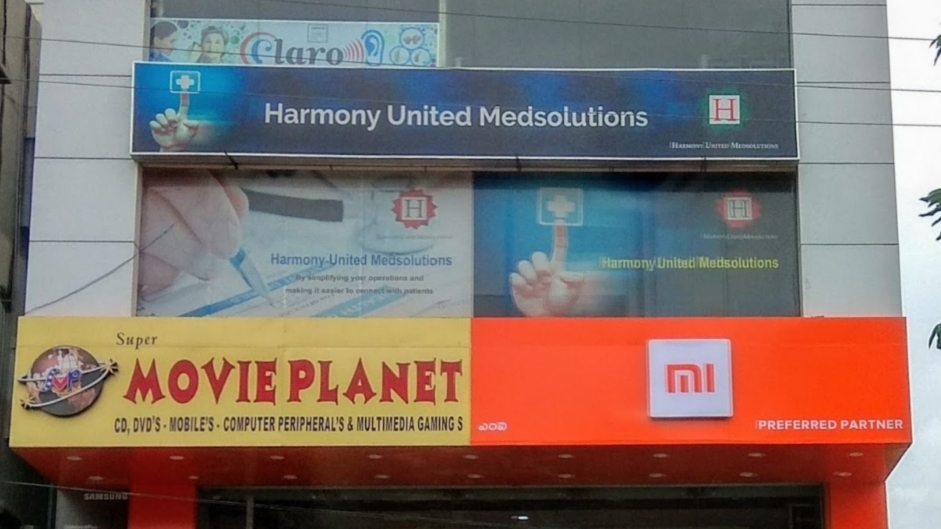 Claro
Harmony United Medsolutions
H
HARMONY UNITED MEDSOLUTIONS
H
Harmony United Medsolutions
by simplifying your operations and
making it easier to connect with patients
H
Harmony United Medsolutions
Super
MOVIE PLANET
CD, DVD'S - MOBILE'S - COMPUTER PERIPHERAL'S & MULTIMEDIA GAMING S
SMP
mi
ఎంఐ
PREFERRED PARTNER
SAMSUNG